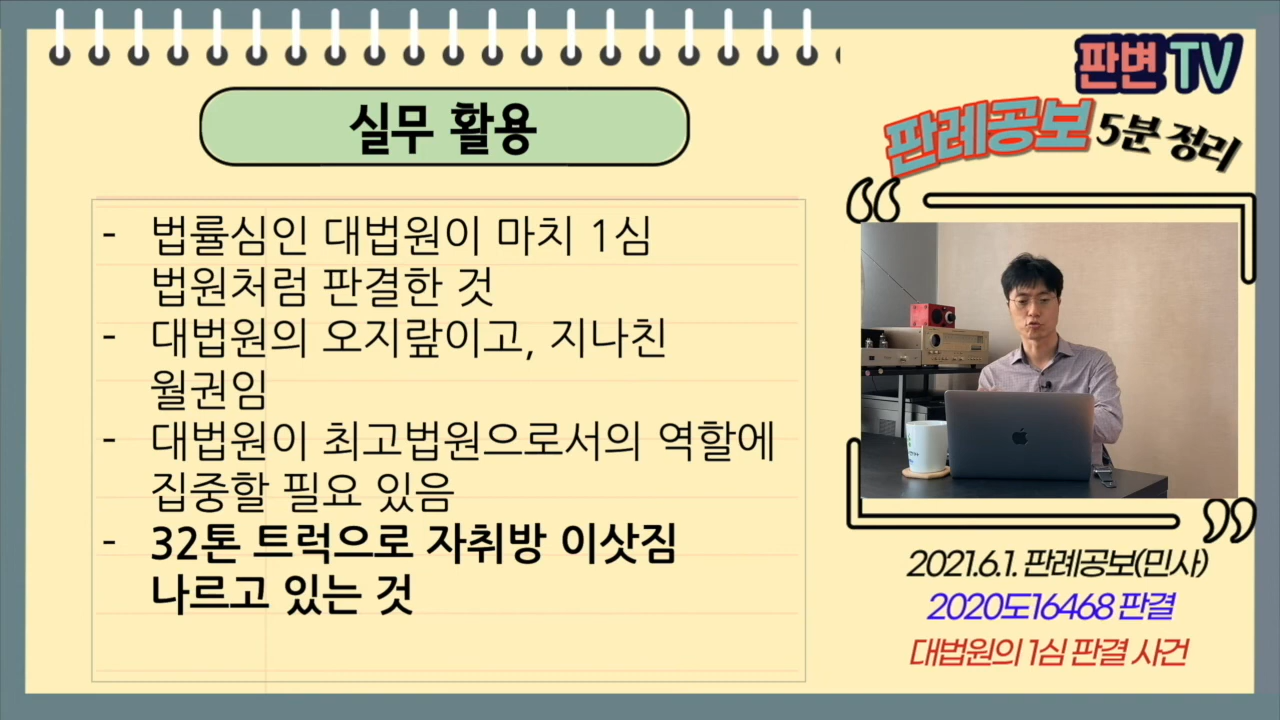 판변 TV
판례공보 5분 정리
실무 활용
- 법률심인 대법원이 마치 1심
법원처럼 판결한 것
- 대법원의 오지랖이고, 지나친
월권임
- 대법원이 최고법원으로서의 역할에
집중할 필요 있음
- 32톤 트럭으로 자취방 이삿짐
나르고 있는 것
2021.6.1. 판례공보(민사)
2020도16468 판결
대법원의 1심 판결 사건